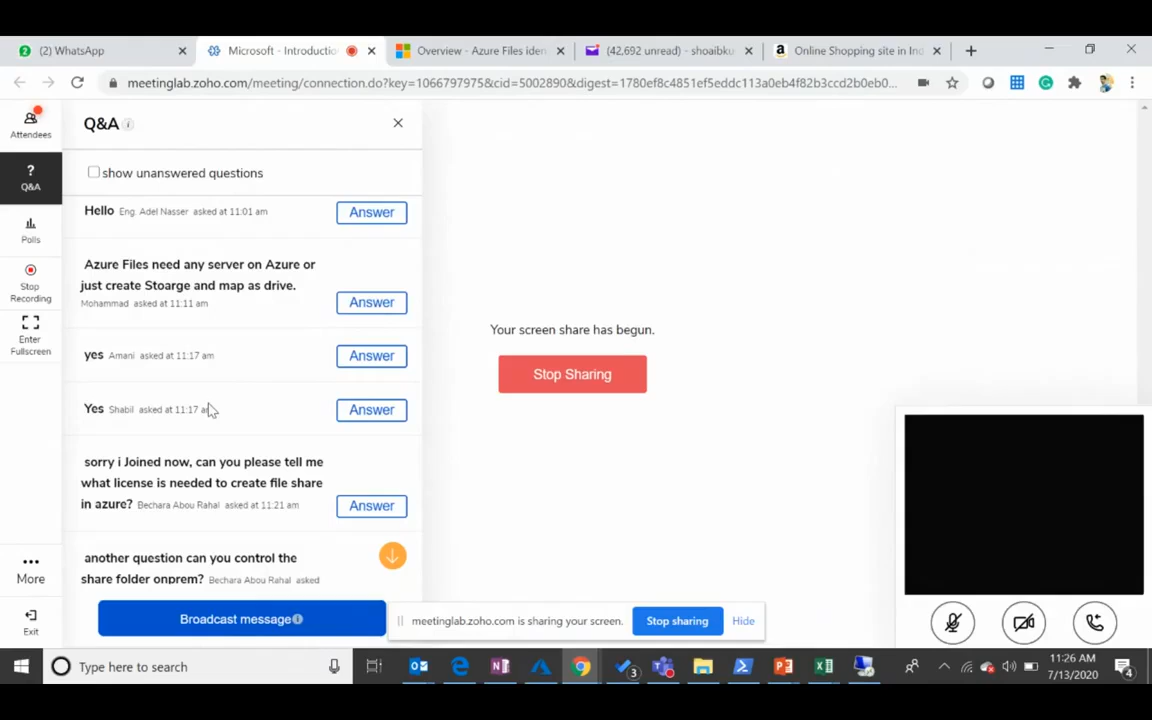 (2) WhatsApp
Microsoft - Introductio
Overview - Azure Files iden
(42,692 unread) - shoaibku
Online Shopping site in Ind
meetinglab.zoho.com/meeting/connection.do?key=1066797975&cid=5002890&digest=1780ef8c4851ef5eddc113a0eb4f82b3ccd2b0eb0...
Attendees
Q&A
show unanswered questions
?
Q&A
Hello Eng. Adel Nasser asked at 11:01 am
Answer
Polls
Azure Files need any server on Azure or
just create Stoarge and map as drive.
Mohammad asked at 11:11 am
Answer
Stop
Recording
Enter
Fullscreen
yes Amani asked at 11:17 am
Answer
Yes Shabil asked at 11:17 am
Answer
sorry i Joined now, can you please tell me
what license is needed to create file share
in azure? Bechara Abou Rahal asked at 11:21 am
Answer
another question can you control the
share folder onprem? Bechara Abou Rahal asked
More
Exit
Broadcast message
Your screen share has begun.
Stop Sharing
meetinglab.zoho.com is sharing your screen.
Stop sharing
Hide
Type here to search
3
11:26 AM
7/13/2020
4